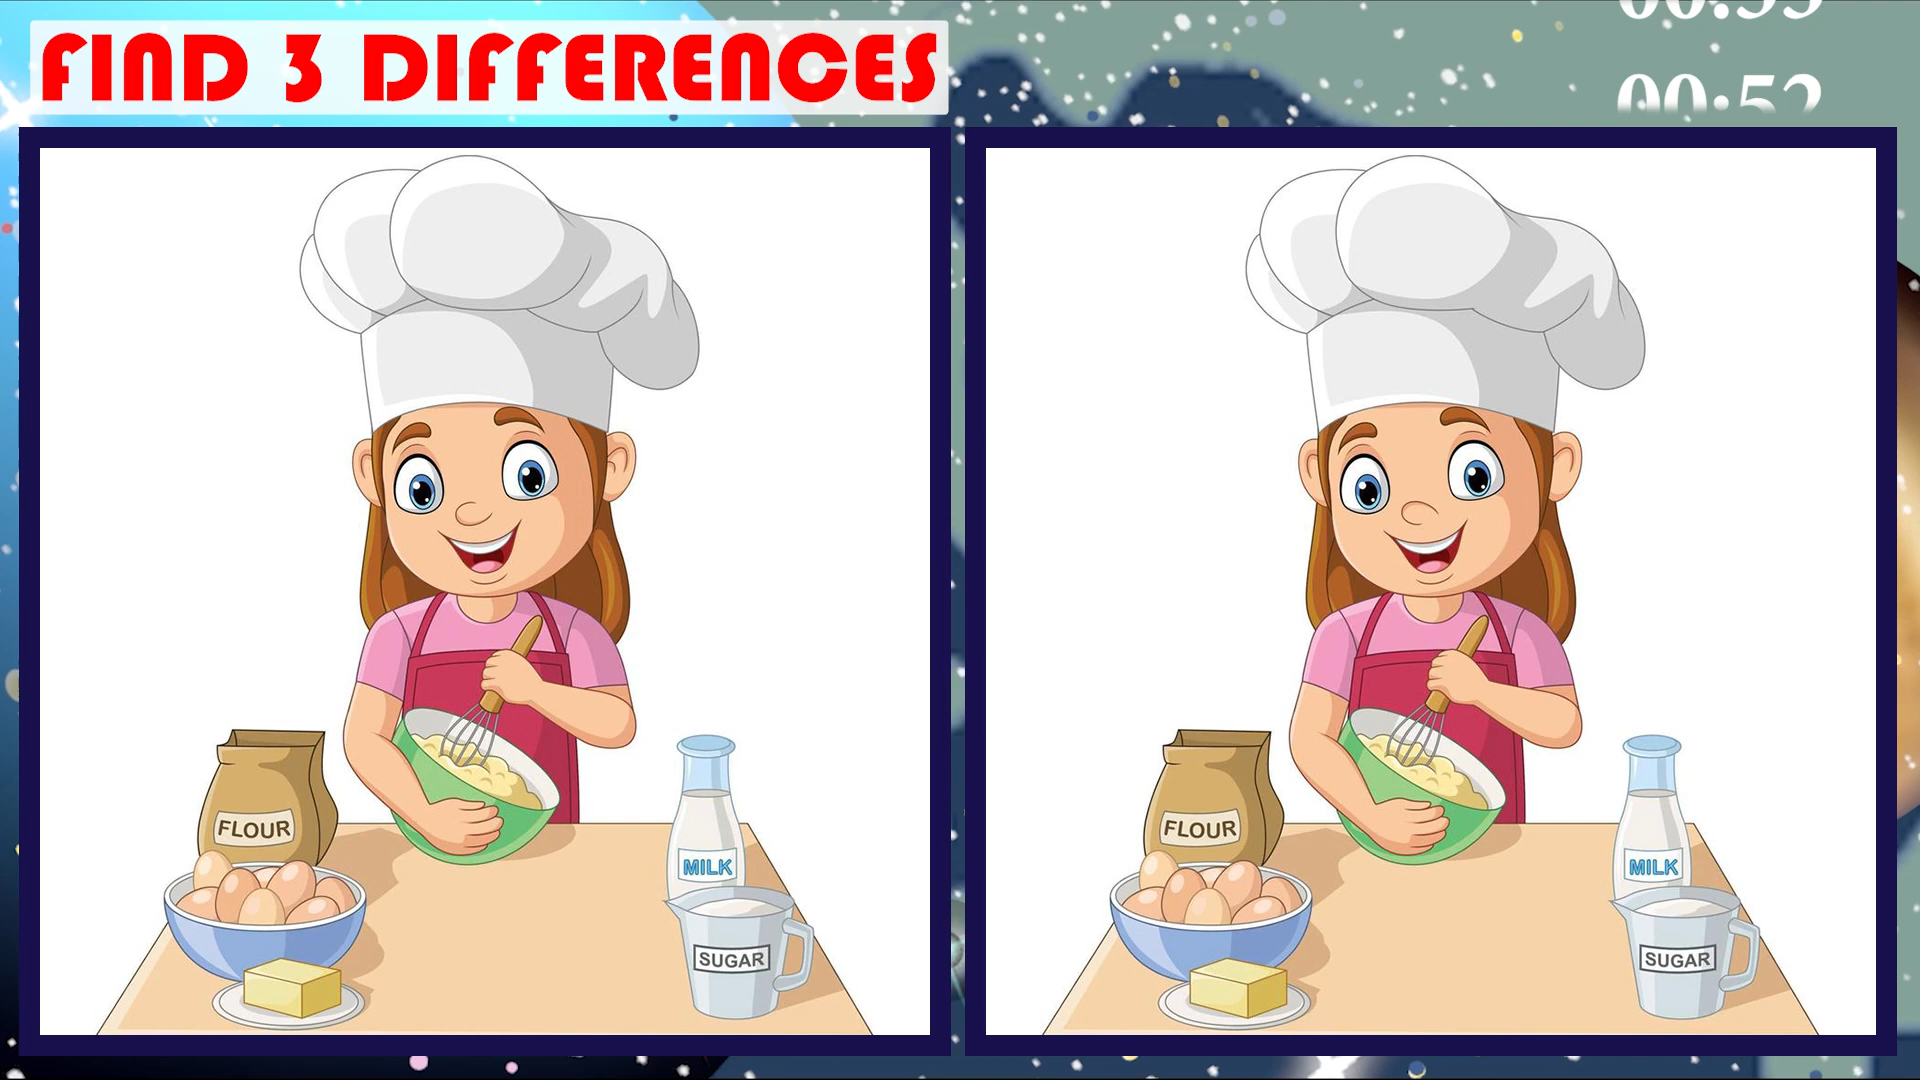 FIND 3 DIFFERENCES
00:52
FLOUR
MILK
SUGAR
FLOUR
MILK
SUGAR